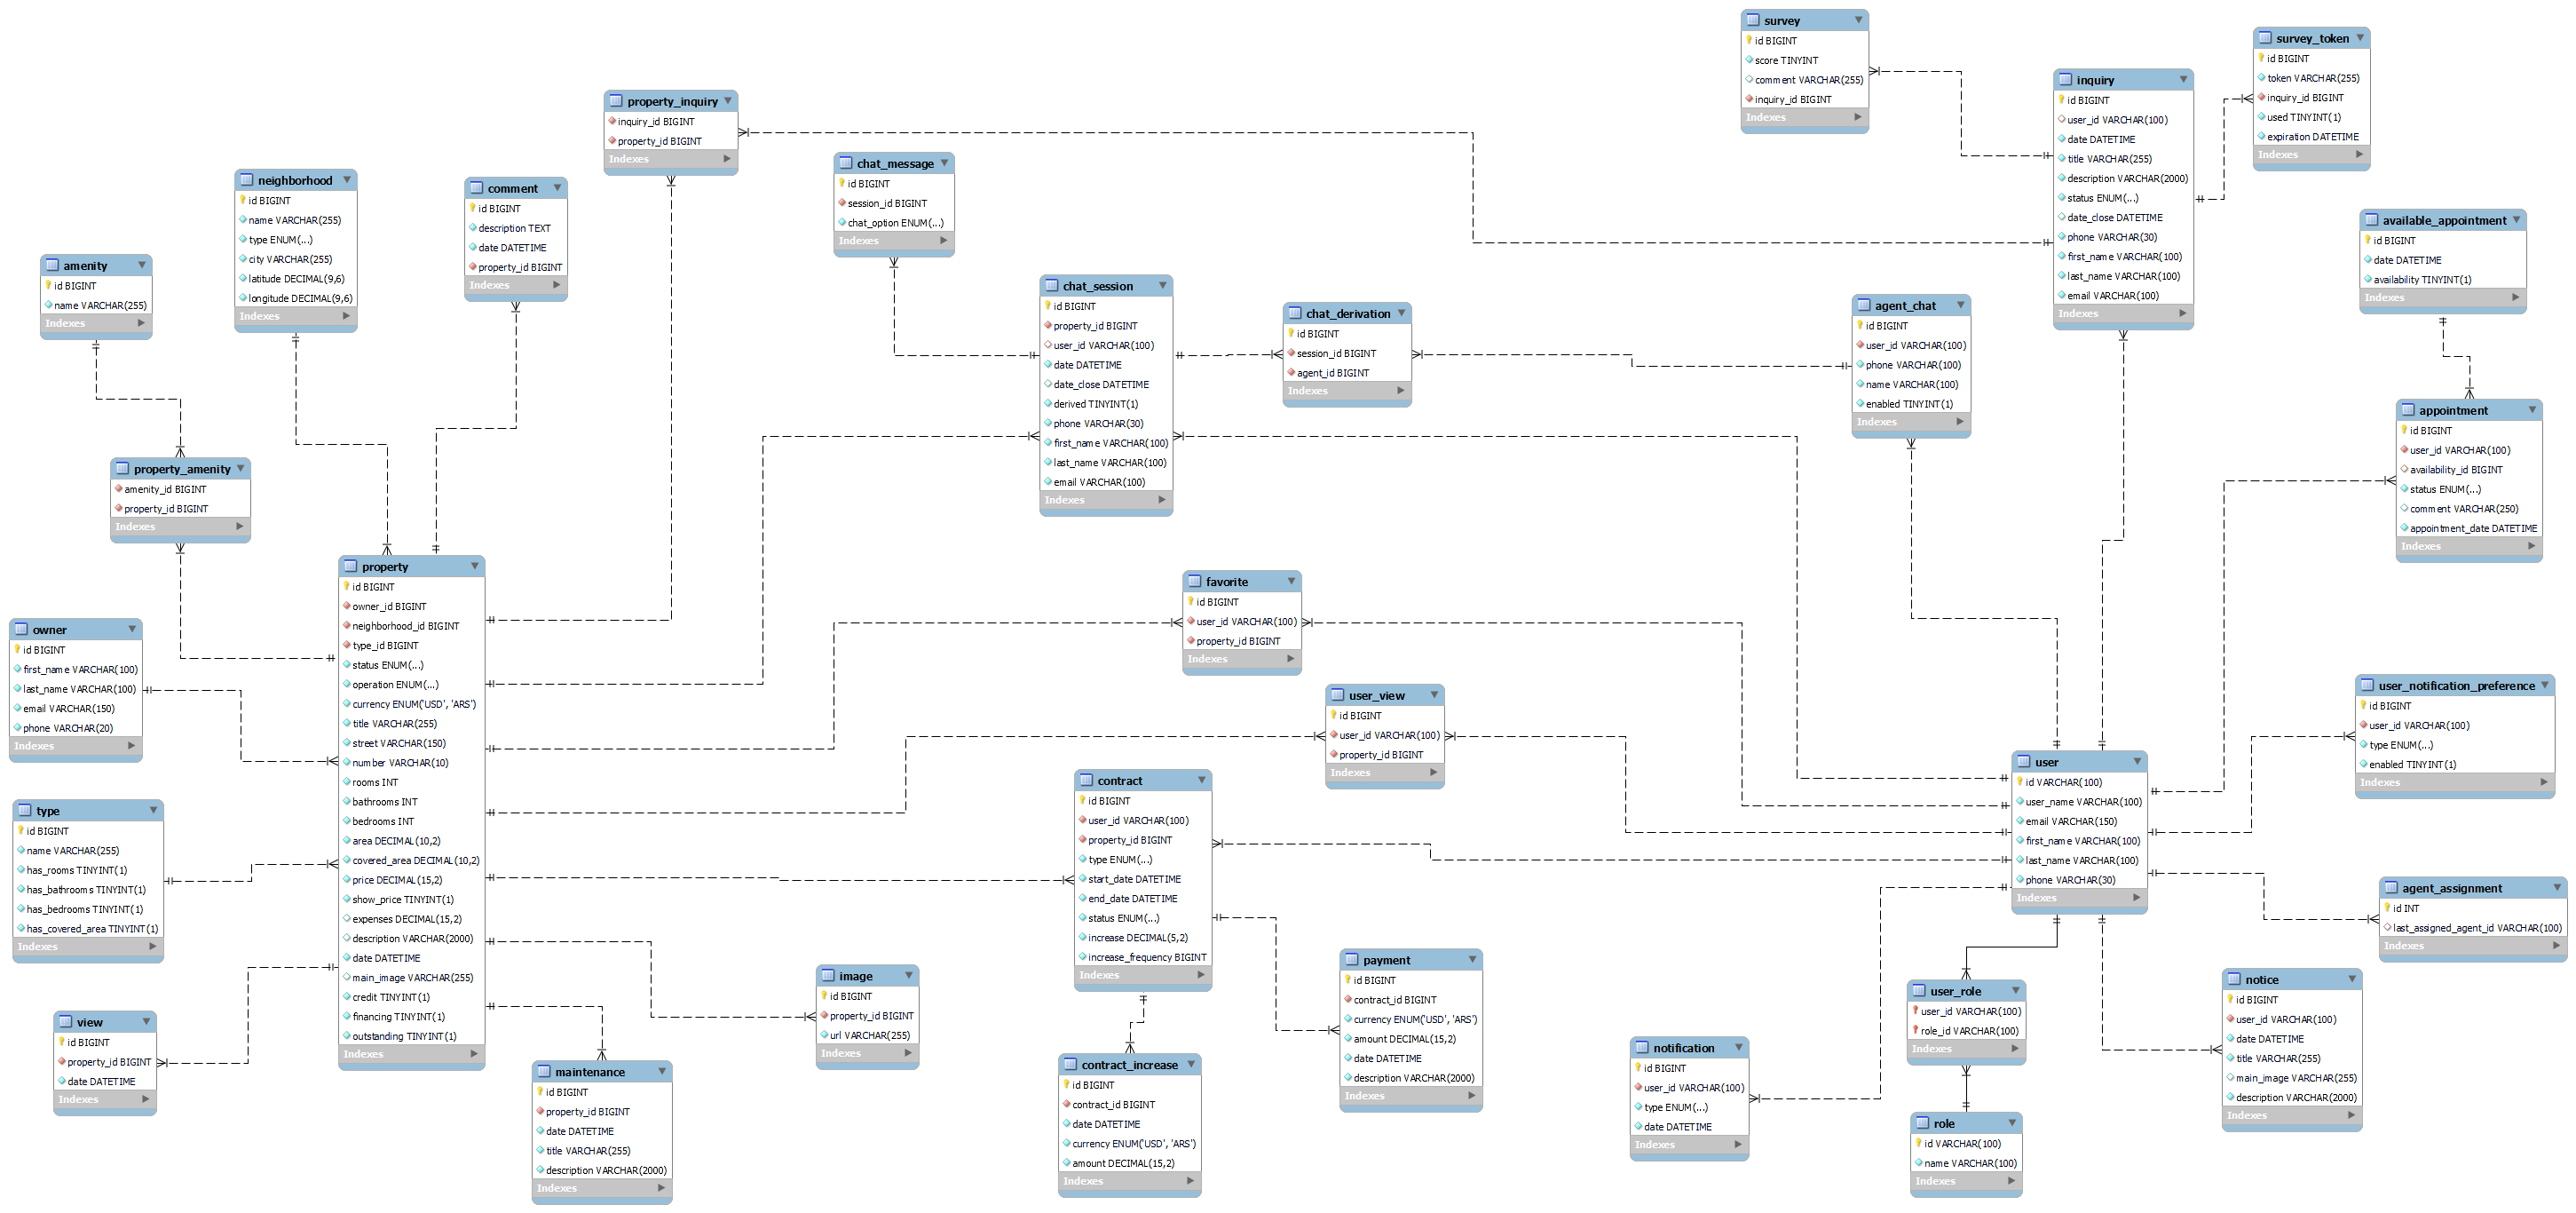 survey
id BIGINT
score TINYINT
comment VARCHAR(255)
inquiry_id BIGINT
Indexes
survey_token
id BIGINT
token VARCHAR(255)
inquiry_id BIGINT
used TINYINT(1)
expiration DATETIME
Indexes
inquiry
id BIGINT
user_id VARCHAR(100)
date DATETIME
title VARCHAR(255)
description VARCHAR(2000)
status ENUM(...)
date_close DATETIME
phone VARCHAR(30)
first_name VARCHAR(100)
last_name VARCHAR(100)
email VARCHAR(100)
Indexes
property_inquiry
inquiry_id BIGINT
property_id BIGINT
Indexes
chat_message
id BIGINT
session_id BIGINT
chat_option ENUM(...)
Indexes
neighborhood
id BIGINT
name VARCHAR(255)
type ENUM(...)
city VARCHAR(255)
latitude DECIMAL(9,6)
longitude DECIMAL(9,6)
Indexes
comment
id BIGINT
description TEXT
date DATETIME
property_id BIGINT
Indexes
available_appointment
id BIGINT
date DATETIME
availability TINYINT(1)
Indexes
amenity
id BIGINT
name VARCHAR(255)
Indexes
chat_session
id BIGINT
property_id BIGINT
user_id VARCHAR(100)
date DATETIME
date_close DATETIME
derived TINYINT(1)
phone VARCHAR(30)
first_name VARCHAR(100)
last_name VARCHAR(100)
email VARCHAR(100)
Indexes
chat_derivation
id BIGINT
session_id BIGINT
agent_id BIGINT
Indexes
agent_chat
id BIGINT
user_id VARCHAR(100)
phone VARCHAR(100)
name VARCHAR(100)
enabled TINYINT(1)
Indexes
appointment
id BIGINT
user_id VARCHAR(100)
availability_id BIGINT
status ENUM(...)
comment VARCHAR(250)
appointment_date DATETIME
Indexes
property_amenity
amenity_id BIGINT
property_id BIGINT
Indexes
property
id BIGINT
owner_id BIGINT
neighborhood_id BIGINT
type_id BIGINT
status ENUM(...)
operation ENUM(...)
currency ENUM('USD', 'ARS')
title VARCHAR(255)
street VARCHAR(150)
number VARCHAR(10)
rooms INT
bathrooms INT
bedrooms INT
area DECIMAL(10,2)
covered_area DECIMAL(10,2)
price DECIMAL(15,2)
show_price TINYINT(1)
expenses DECIMAL(15,2)
description VARCHAR(2000)
date DATETIME
main_image VARCHAR(255)
credit TINYINT(1)
financing TINYINT(1)
outstanding TINYINT(1)
Indexes
favorite
id BIGINT
user_id VARCHAR(100)
property_id BIGINT
Indexes
owner
id BIGINT
first_name VARCHAR(100)
last_name VARCHAR(100)
email VARCHAR(150)
phone VARCHAR(20)
Indexes
user_view
id BIGINT
user_id VARCHAR(100)
property_id BIGINT
Indexes
user_notification_preference
id BIGINT
user_id VARCHAR(100)
type ENUM(...)
enabled TINYINT(1)
Indexes
user
id VARCHAR(100)
user_name VARCHAR(100)
email VARCHAR(150)
first_name VARCHAR(100)
last_name VARCHAR(100)
phone VARCHAR(30)
Indexes
contract
id BIGINT
user_id VARCHAR(100)
property_id BIGINT
type ENUM(...)
start_date DATETIME
end_date DATETIME
status ENUM(...)
increase DECIMAL(5,2)
increase_frequency BIGINT
Indexes
type
id BIGINT
name VARCHAR(255)
has_rooms TINYINT(1)
has_bathrooms TINYINT(1)
has_bedrooms TINYINT(1)
has_covered_area TINYINT(1)
Indexes
agent_assignment
id INT
last_assigned_agent_id VARCHAR(100)
Indexes
payment
id BIGINT
contract_id BIGINT
currency ENUM('USD', 'ARS')
amount DECIMAL(15,2)
date DATETIME
description VARCHAR(2000)
Indexes
image
id BIGINT
property_id BIGINT
url VARCHAR(255)
Indexes
notice
id BIGINT
user_id VARCHAR(100)
date DATETIME
title VARCHAR(255)
main_image VARCHAR(255)
description VARCHAR(2000)
Indexes
user_role
user_id VARCHAR(100)
role_id VARCHAR(100)
Indexes
view
id BIGINT
property_id BIGINT
date DATETIME
Indexes
notification
id BIGINT
user_id VARCHAR(100)
type ENUM(...)
date DATETIME
Indexes
contract_increase
id BIGINT
contract_id BIGINT
date DATETIME
currency ENUM('USD', 'ARS')
amount DECIMAL(15,2)
Indexes
maintenance
id BIGINT
property_id BIGINT
date DATETIME
title VARCHAR(255)
description VARCHAR(2000)
Indexes
role
id VARCHAR(100)
name VARCHAR(100)
Indexes